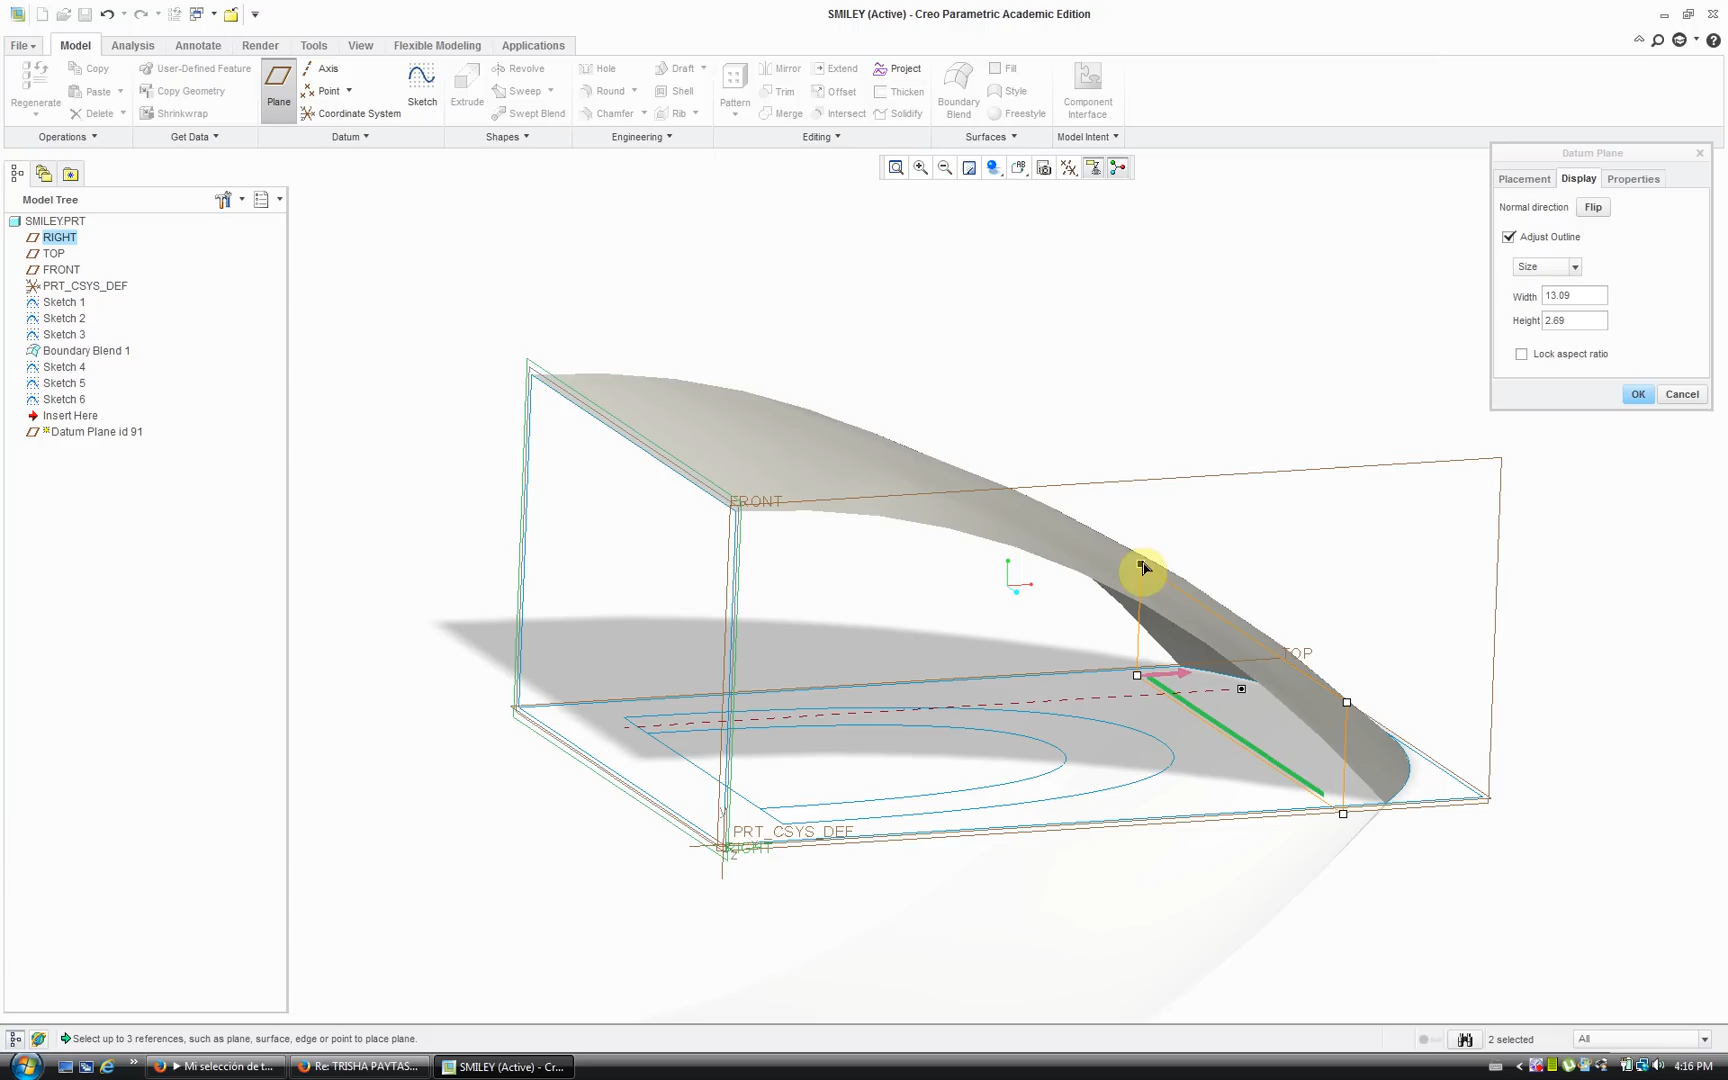 SMILEY (Active) - Creo Parametric Academic Edition
File Model Analysis Annotate Render Tools View Flexible Modeling Applications
Regenerate
Copy
Paste
Delete
User-Defined Feature
Copy Geometry
Shrinkwrap
Plane
Axis
Point
Coordinate System
Sketch
Extrude
Revolve
Sweep
Swept Blend
Hole
Round
Chamfer
Draft
Shell
Rib
Pattern
Mirror
Trim
Merge
Extend
Offset
Intersect
Project
Thicken
Solidify
Boundary
Blend
Fill
Style
Freestyle
Component
Interface
Operations Get Data Datum Shapes Engineering Editing Surfaces Model Intent
Model Tree
SMILEY.PRT
RIGHT
TOP
FRONT
PRT_CSYS_DEF
Sketch 1
Sketch 2
Sketch 3
Boundary Blend 1
Sketch 4
Sketch 5
Sketch 6
Insert Here
Datum Plane id 91
Datum Plane
Placement Display Properties
Normal direction Flip
Adjust Outline
Size
Width 13.09
Height 2.69
Lock aspect ratio
OK Cancel
FRONT
TOP
PRT_CSYS_DEF
RIGHT
Y
Z
Select up to 3 references, such as plane, surface, edge or point to place plane.
2 selected
All
Mi selección de t...
Re: TRISHA PAYTAS...
SMILEY (Active) - Cr...
4:16 PM